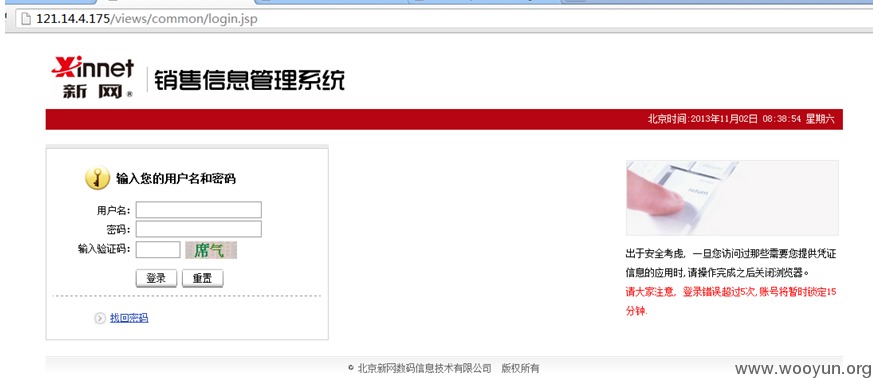 121.14.4.175/views/common/login.jsp
Xinnet
新网®
销售信息管理系统
北京时间:2013年11月02日 08:38:54 星期六
输入您的用户名和密码
用户名:
密码:
输入验证码:
席气
登录 重置
找回密码
出于安全考虑, 一旦您访问过那些需要您提供凭证
信息的应用时,请操作完成之后关闭浏览器。
请大家注意, 登录错误超过5次,账号将暂时锁定15
分钟.
© 北京新网数码信息技术有限公司 版权所有
www.wooyun.org